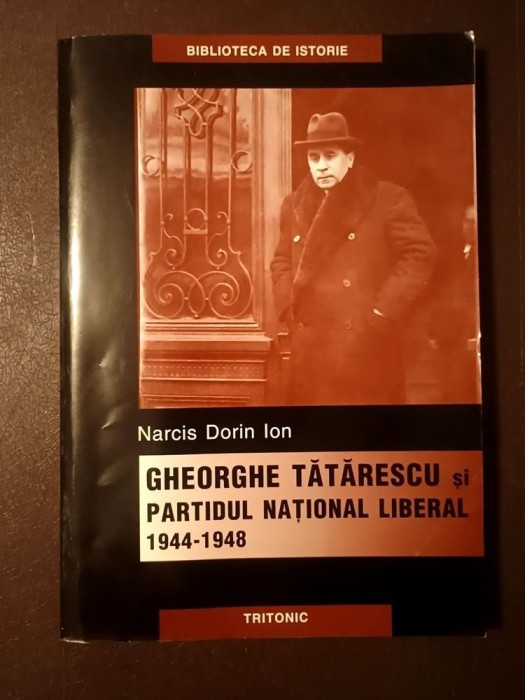 BIBLIOTECA DE ISTORIE
Narcis Dorin Ion
GHEORGHE TĂTĂRESCU și
PARTIDUL NAȚIONAL LIBERAL
1944-1948
TRITONIC